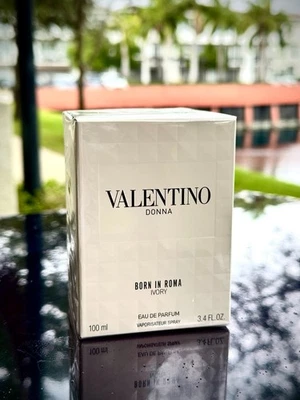 VALENTINO
DONNA
BORN IN ROMA
IVORY
EAU DE PARFUM
VAPORISATEUR SPRAY
100 ml 3.4 FL.OZ.